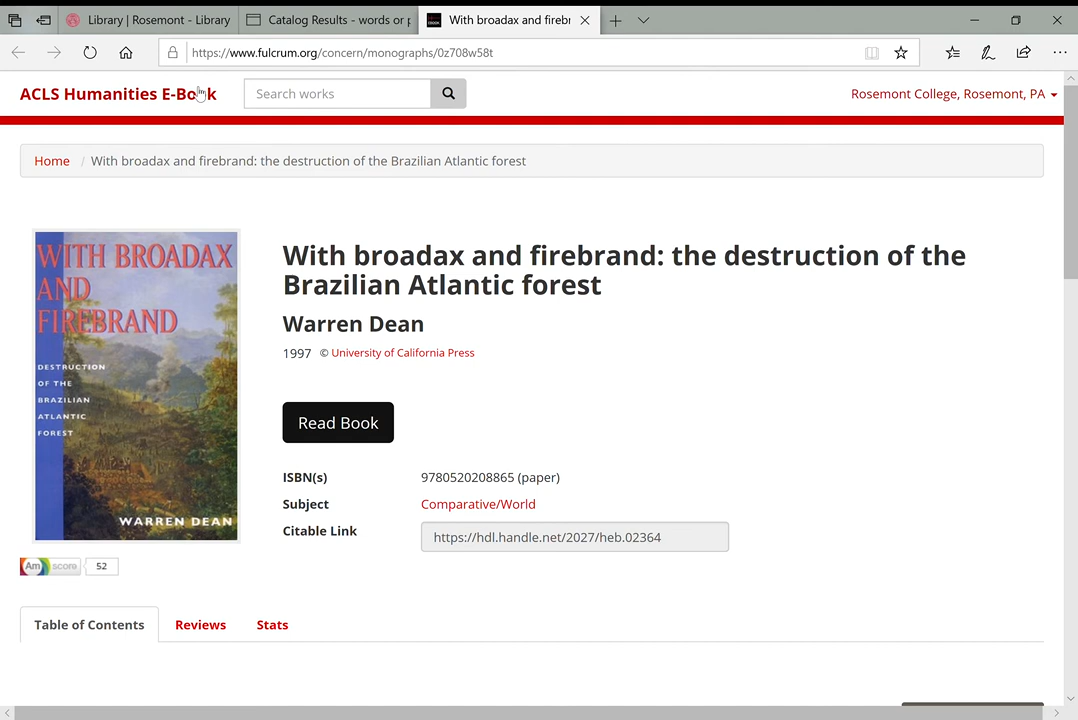 Library | Rosemont - Library
Catalog Results - words or p
With broadax and firebr
https://www.fulcrum.org/concern/monographs/0z708w58t
ACLS Humanities E-Book
Search works
Rosemont College, Rosemont, PA
Home / With broadax and firebrand: the destruction of the Brazilian Atlantic forest
WITH BROADAX
AND
FIREBRAND
DESTRUCTION
OF THE
BRAZILIAN
ATLANTIC
FOREST
WARREN DEAN
With broadax and firebrand: the destruction of the
Brazilian Atlantic forest
Warren Dean
1997 © University of California Press
Read Book
ISBN(s) 9780520208865 (paper)
Subject Comparative/World
Citable Link https://hdl.handle.net/2027/heb.02364
Am score 52
Table of Contents Reviews Stats